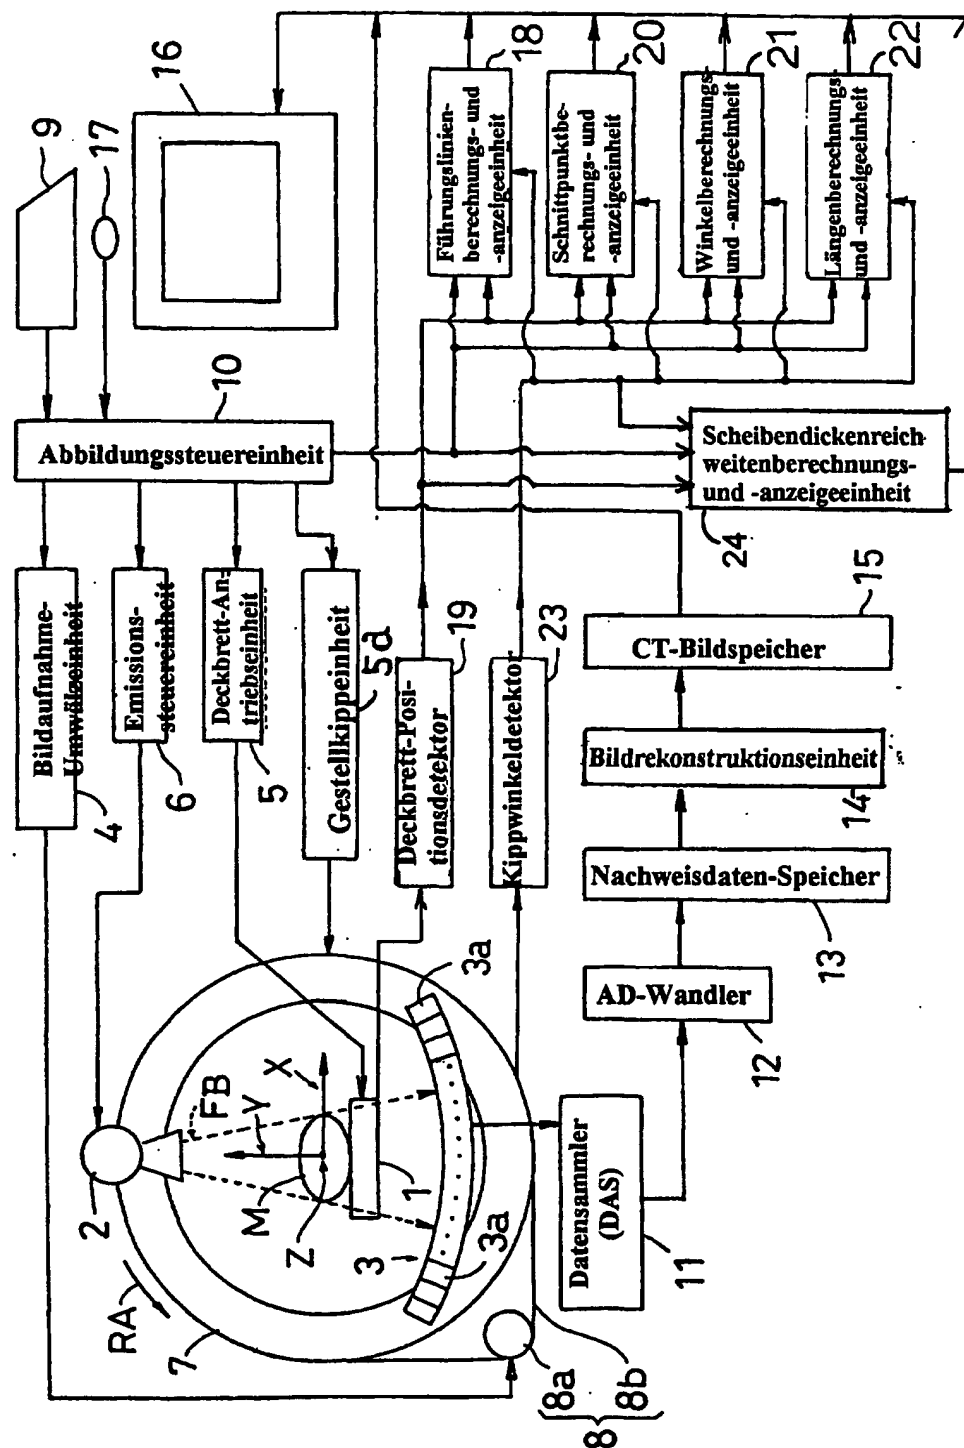 9
17
16
10
Abbildungssteuereinheit
Bildaufnahme-
Umwälzeinheit
4
Emissions-
steuereinheit
6
Deckbrett-An-
triebseinheit
5
Gestellkippeinheit
5d
Führungslinien-
berechnungs- und
-anzeigeeinheit
18
Schnittpunktbe-
rechnungs- und
-anzeigeeinheit
20
Winkelberechnungs-
und -anzeigeeinheit
21
Längenberechnungs-
und -anzeigeeinheit
22
Scheibendickenreich-
weitenberechnungs-
und -anzeigeeinheit
24
Deckbrett-Posi-
tionsdetektor
19
Kippwinkeldetektor
23
CT-Bildspeicher
15
Bildrekonstruktionseinheit
14
Nachweisdaten-Speicher
13
AD-Wandler
12
Datensammler
(DAS)
11
2
RA
7
FB
Y
X
M
Z
1
3
3a
3a
8a
8b
8